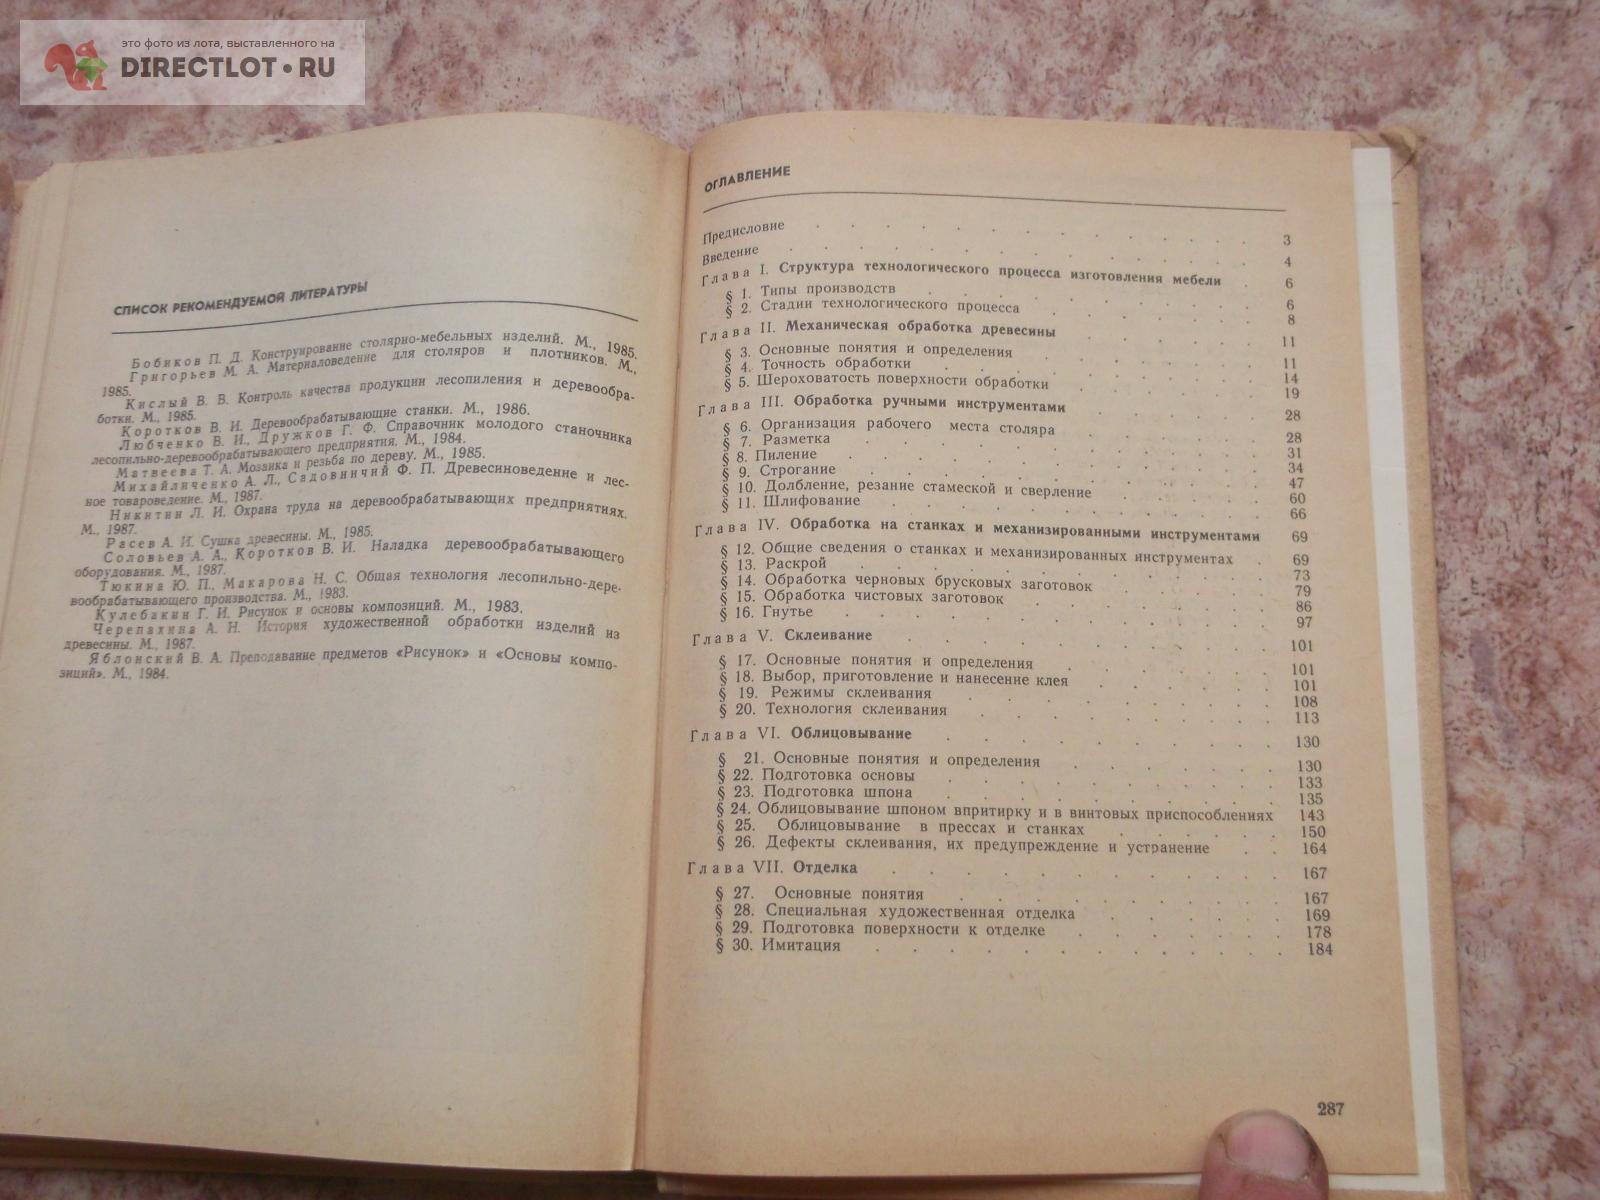 это фото из лота, выставленного на
DIRECTLOT.RU
СПИСОК РЕКОМЕНДУЕМОЙ ЛИТЕРАТУРЫ
Бобиков П. Д. Конструирование столярно-мебельных изделий. М., 1985.
Григорьев М. А. Материаловедение для столяров и плотников. М.,
1985.
Кислый В. В. Контроль качества продукции лесопиления и деревообра-
ботки. М., 1985.
Коротков В. И. Деревообрабатывающие станки. М., 1986.
Любченко В. И., Дружков Г. Ф. Справочник молодого станочника
лесопильно-деревообрабатывающего предприятия. М., 1984.
Матвеева Т. А. Мозаика и резьба по дереву. М., 1985.
Михайличенко А. Л., Садовничий Ф. П. Древесиноведение и лес-
ное товароведение. М., 1987.
Никитин Л. И. Охрана труда на деревообрабатывающих предприятиях.
М., 1987.
Расев А. И. Сушка древесины. М., 1985.
Соловьев А. А., Коротков В. И. Наладка деревообрабатывающего
оборудования. М., 1987.
Тюкина Ю. П., Макарова Н. С. Общая технология лесопильно-дере-
вообрабатывающего производства. М., 1983.
Кулебакин Г. И. Рисунок и основы композиций. М., 1983.
Черепахина А. Н. История художественной обработки изделий из
древесины. М., 1987.
Яблонский В. А. Преподавание предметов «Рисунок» и «Основы компо-
зиций». М., 1984.
ОГЛАВЛЕНИЕ
Предисловие 3
Введение 4
Глава I. Структура технологического процесса изготовления мебели 6
§ 1. Типы производств 6
§ 2. Стадии технологического процесса 8
Глава II. Механическая обработка древесины 11
§ 3. Основные понятия и определения 11
§ 4. Точность обработки 14
§ 5. Шероховатость поверхности обработки 19
Глава III. Обработка ручными инструментами 28
§ 6. Организация рабочего места столяра 28
§ 7. Разметка 31
§ 8. Пиление 34
§ 9. Строгание 47
§ 10. Долбление, резание стамеской и сверление 60
§ 11. Шлифование 66
Глава IV. Обработка на станках и механизированными инструментами 69
§ 12. Общие сведения о станках и механизированных инструментах 69
§ 13. Раскрой 73
§ 14. Обработка черновых брусковых заготовок 79
§ 15. Обработка чистовых заготовок 86
§ 16. Гнутье 97
Глава V. Склеивание 101
§ 17. Основные понятия и определения 101
§ 18. Выбор, приготовление и нанесение клея 101
§ 19. Режимы склеивания 108
§ 20. Технология склеивания 113
Глава VI. Облицовывание 130
§ 21. Основные понятия и определения 130
§ 22. Подготовка основы 133
§ 23. Подготовка шпона 135
§ 24. Облицовывание шпоном впритирку и в винтовых приспособлениях 143
§ 25. Облицовывание в прессах и станках 150
§ 26. Дефекты склеивания, их предупреждение и устранение 164
Глава VII. Отделка 167
§ 27. Основные понятия 167
§ 28. Специальная художественная отделка 169
§ 29. Подготовка поверхности к отделке 178
§ 30. Имитация 184
287